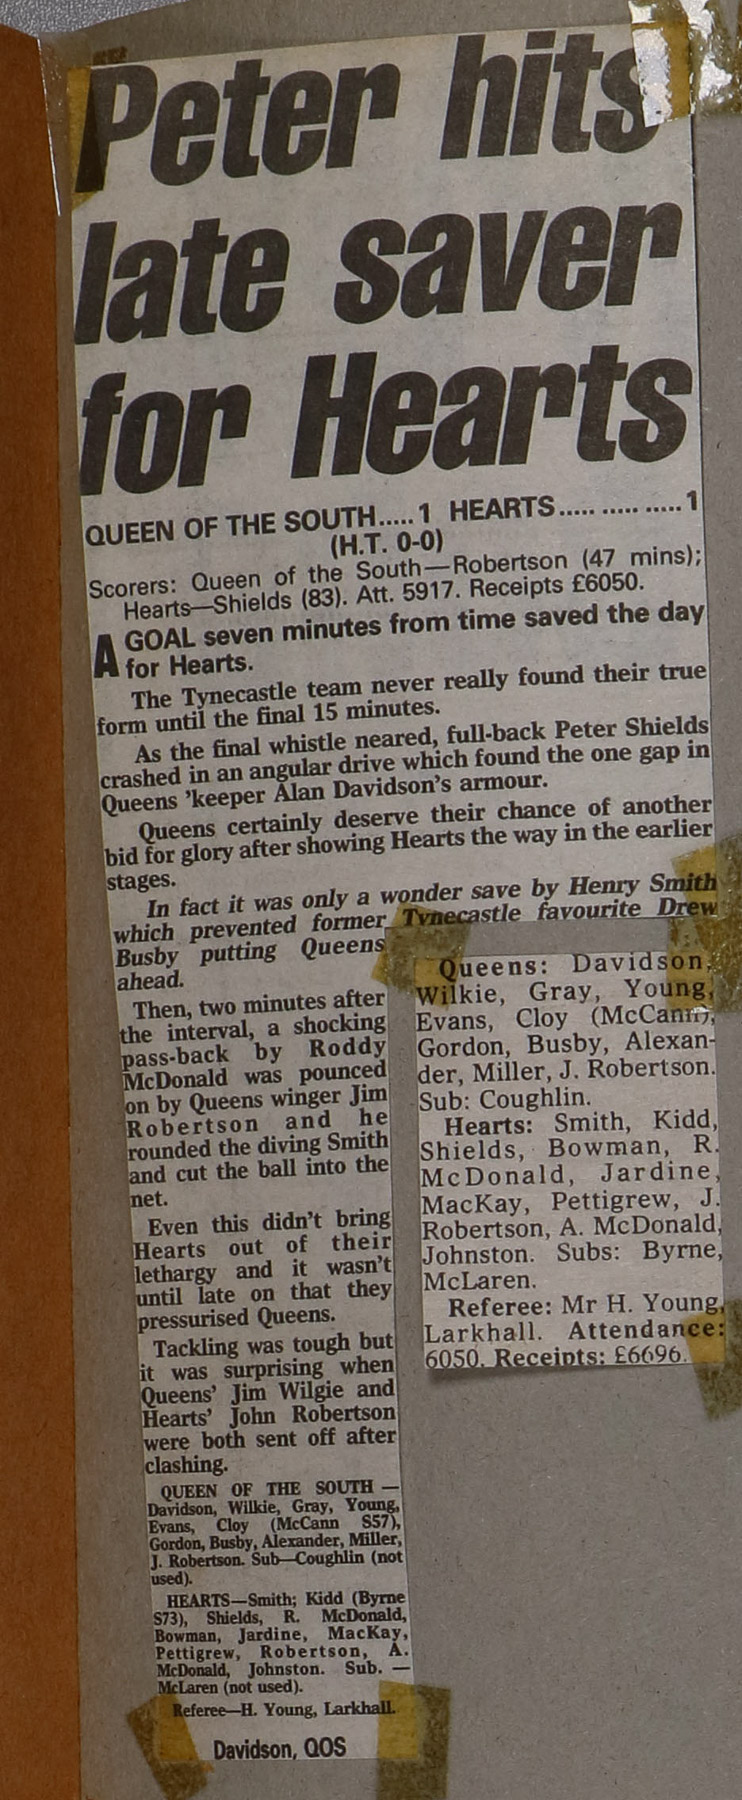 Peter hits
late saver
for Hearts
QUEEN OF THE SOUTH.....1 HEARTS..... ..... .....1
(H.T. 0-0)
Scorers: Queen of the South—Robertson (47 mins);
Hearts—Shields (83). Att. 5917. Receipts £6050.
A GOAL seven minutes from time saved the day
for Hearts.
The Tynecastle team never really found their true
form until the final 15 minutes.
As the final whistle neared, full-back Peter Shields
crashed in an angular drive which found the one gap in
Queens 'keeper Alan Davidson's armour.
Queens certainly deserve their chance of another
bid for glory after showing Hearts the way in the earlier
stages.
In fact it was only a wonder save by Henry Smith
which prevented former Tynecastle favourite Drew
Busby putting Queens
ahead.
Then, two minutes after
the interval, a shocking
pass-back by Roddy
McDonald was pounced
on by Queens winger Jim
Robertson and he
rounded the diving Smith
and cut the ball into the
net.
Even this didn't bring
Hearts out of their
lethargy and it wasn't
until late on that they
pressurised Queens.
Tackling was tough but
it was surprising when
Queens' Jim Wilgie and
Hearts' John Robertson
were both sent off after
clashing.
QUEEN OF THE SOUTH —
Davidson, Wilkie, Gray, Young,
Evans, Cloy (McCann S57),
Gordon, Busby, Alexander, Miller,
J. Robertson. Sub—Coughlin (not
used).
HEARTS—Smith; Kidd (Byrne
S73), Shields, R. McDonald,
Bowman, Jardine, MacKay,
Pettigrew, Robertson, A.
McDonald, Johnston. Sub. —
McLaren (not used).
Referee—H. Young, Larkhall.
Davidson, QOS
Queens: Davidson,
Wilkie, Gray, Young,
Evans, Cloy (McCann),
Gordon, Busby, Alexan-
der, Miller, J. Robertson.
Sub: Coughlin.
Hearts: Smith, Kidd,
Shields, Bowman, R.
McDonald, Jardine,
MacKay, Pettigrew, J.
Robertson, A. McDonald,
Johnston. Subs: Byrne,
McLaren.
Referee: Mr H. Young,
Larkhall. Attendance:
6050. Receipts: £6696.